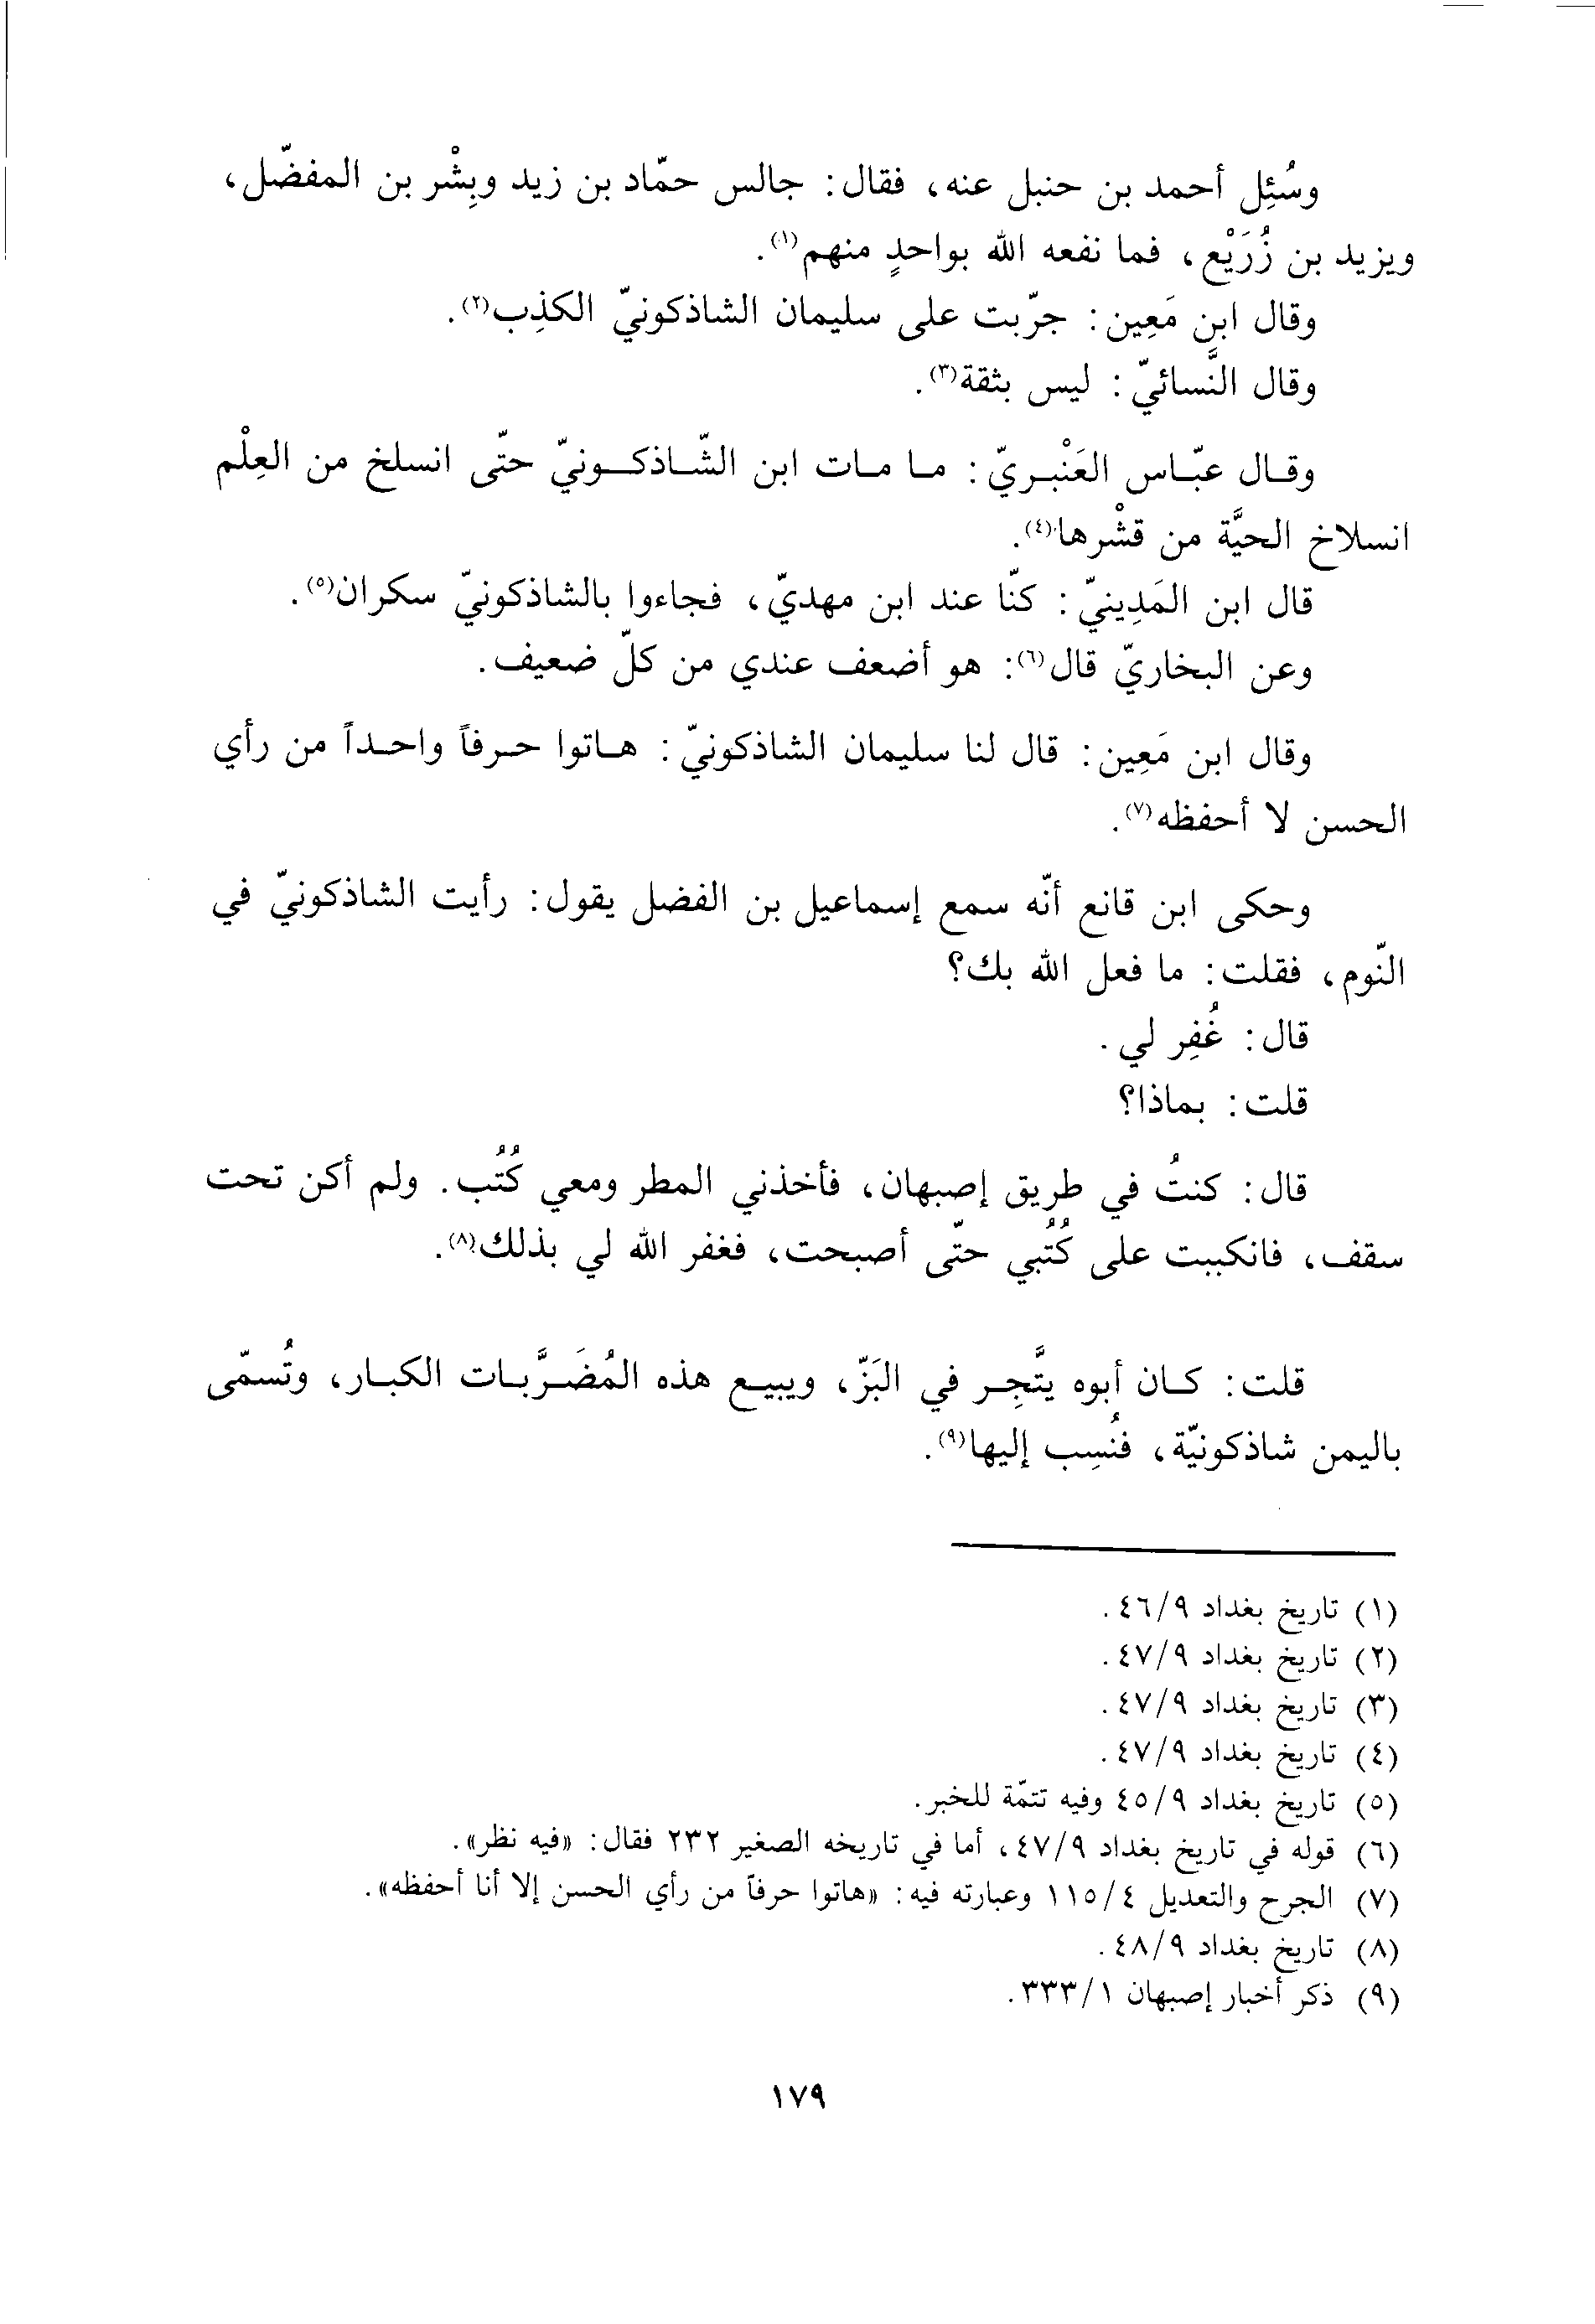 وسُئِل أحمد بن حنبل عنه، فقال: جالس حمّاد بن زيد وبِشْر بن المفضّل،
ويزيد بن زُرَيْع، فما نفعه الله بواحدٍ منهم(١).
وقال ابن مَعِين: جرّبت على سليمان الشاذكونيّ الكذِب(٢).
وقال النَّسائيّ: ليس بثقة(٣).
وقال عبّاس العَنْبريّ: ما مات ابن الشّاذكونيّ حتّى انسلخ من العِلْم
انسلاخ الحيَّة من قشْرها(٤).
قال ابن المَدِينيّ: كنّا عند ابن مهديّ، فجاءوا بالشاذكونيّ سكران(٥).
وعن البخاريّ قال(٦): هو أضعف عندي من كلّ ضعيف.
وقال ابن مَعِين: قال لنا سليمان الشاذكونيّ: هاتوا حرفاً واحداً من رأي
الحسن لا أحفظه(٧).
وحكى ابن قانع أنّه سمع إسماعيل بن الفضل يقول: رأيت الشاذكونيّ في
النّوم، فقلت: ما فعل الله بك؟
قال: غُفِر لي.
قلت: بماذا؟
قال: كنتُ في طريق إصبهان، فأخذني المطر ومعي كُتُب. ولم أكن تحت
سقف، فانكببت على كُتُبي حتّى أصبحت، فغفر الله لي بذلك(٨).
قلت: كان أبوه يتَّجِر في البَزّ، ويبيع هذه المُضَرَّبات الكبار، وتُسمّى
باليمن شاذكونيّة، فنُسِب إليها(٩).
(١) تاريخ بغداد ٤٦/٩.
(٢) تاريخ بغداد ٤٧/٩.
(٣) تاريخ بغداد ٤٧/٩.
(٤) تاريخ بغداد ٤٧/٩.
(٥) تاريخ بغداد ٤٥/٩ وفيه تتمّة للخبر.
(٦) قوله في تاريخ بغداد ٤٧/٩، أما في تاريخه الصغير ٢٣٢ فقال: «فيه نظر».
(٧) الجرح والتعديل ١١٥/٤ وعبارته فيه: «هاتوا حرفاً من رأي الحسن إلا أنا أحفظه».
(٨) تاريخ بغداد ٤٨/٩.
(٩) ذكر أخبار إصبهان ٣٣٣/١.
١٧٩